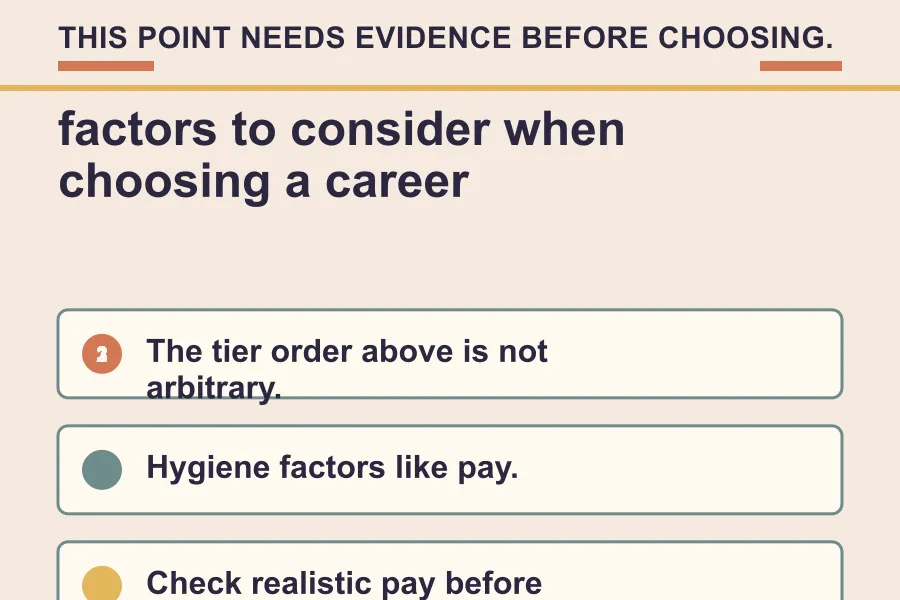 THIS POINT NEEDS EVIDENCE BEFORE CHOOSING.
factors to consider when
choosing a career
The tier order above is not
arbitrary.
Hygiene factors like pay.
Check realistic pay before